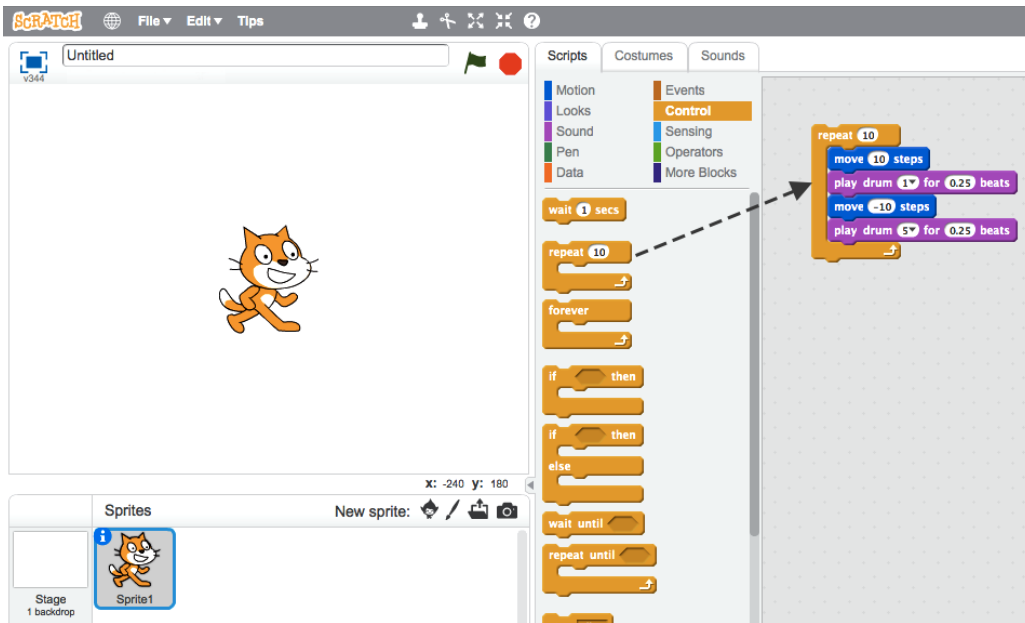 SCRATCH File Edit Tips
v344
Untitled
Scripts Costumes Sounds
Motion Events
Looks Control
Sound Sensing
Pen Operators
Data More Blocks
wait 1 secs
repeat 10
forever
if then
if then
else
wait until
repeat until
repeat 10
move 10 steps
play drum 1 for 0.25 beats
move -10 steps
play drum 5 for 0.25 beats
x: -240 y: 180
Sprites New sprite:
Stage
1 backdrop
Sprite1